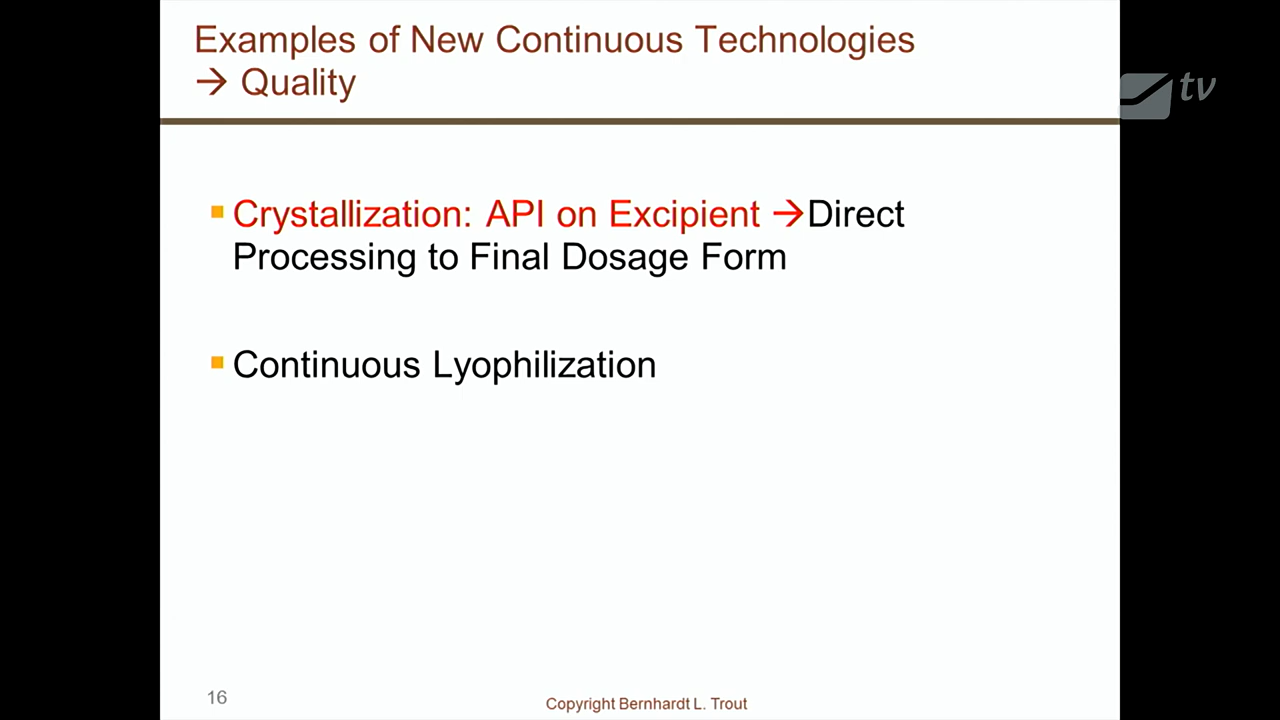 Examples of New Continuous Technologies
→ Quality
tv
▪ Crystallization: API on Excipient →Direct
Processing to Final Dosage Form
▪ Continuous Lyophilization
16
Copyright Bernhardt L. Trout